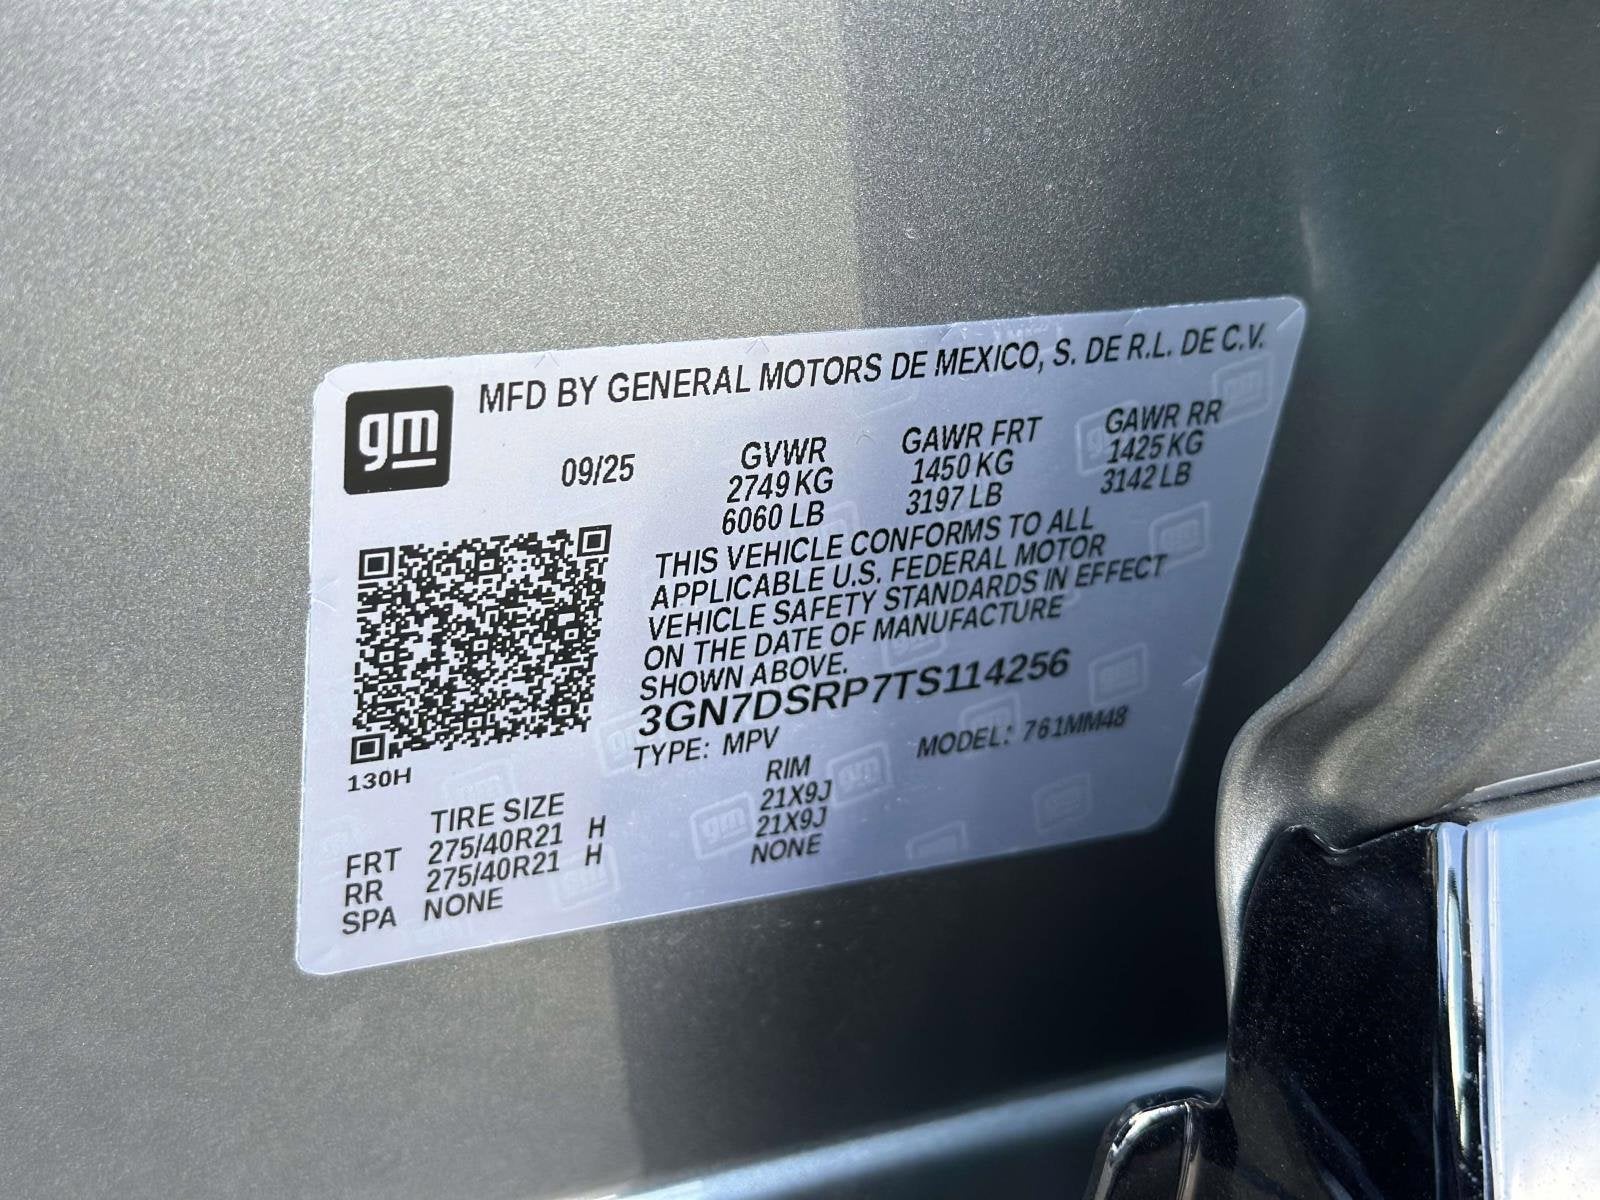 gm
MFD BY GENERAL MOTORS DE MEXICO, S. DE R.L. DE C.V.
09/25
GVWR
2749 KG
6060 LB
GAWR FRT
1450 KG
3197 LB
GAWR RR
1425 KG
3142 LB
THIS VEHICLE CONFORMS TO ALL
APPLICABLE U.S. FEDERAL MOTOR
VEHICLE SAFETY STANDARDS IN EFFECT
ON THE DATE OF MANUFACTURE
SHOWN ABOVE.
3GN7DSRP7TS114256
TYPE: MPV MODEL: 761MM48
130H
TIRE SIZE RIM
FRT 275/40R21 H 21X9J
RR 275/40R21 H 21X9J
SPA NONE NONE